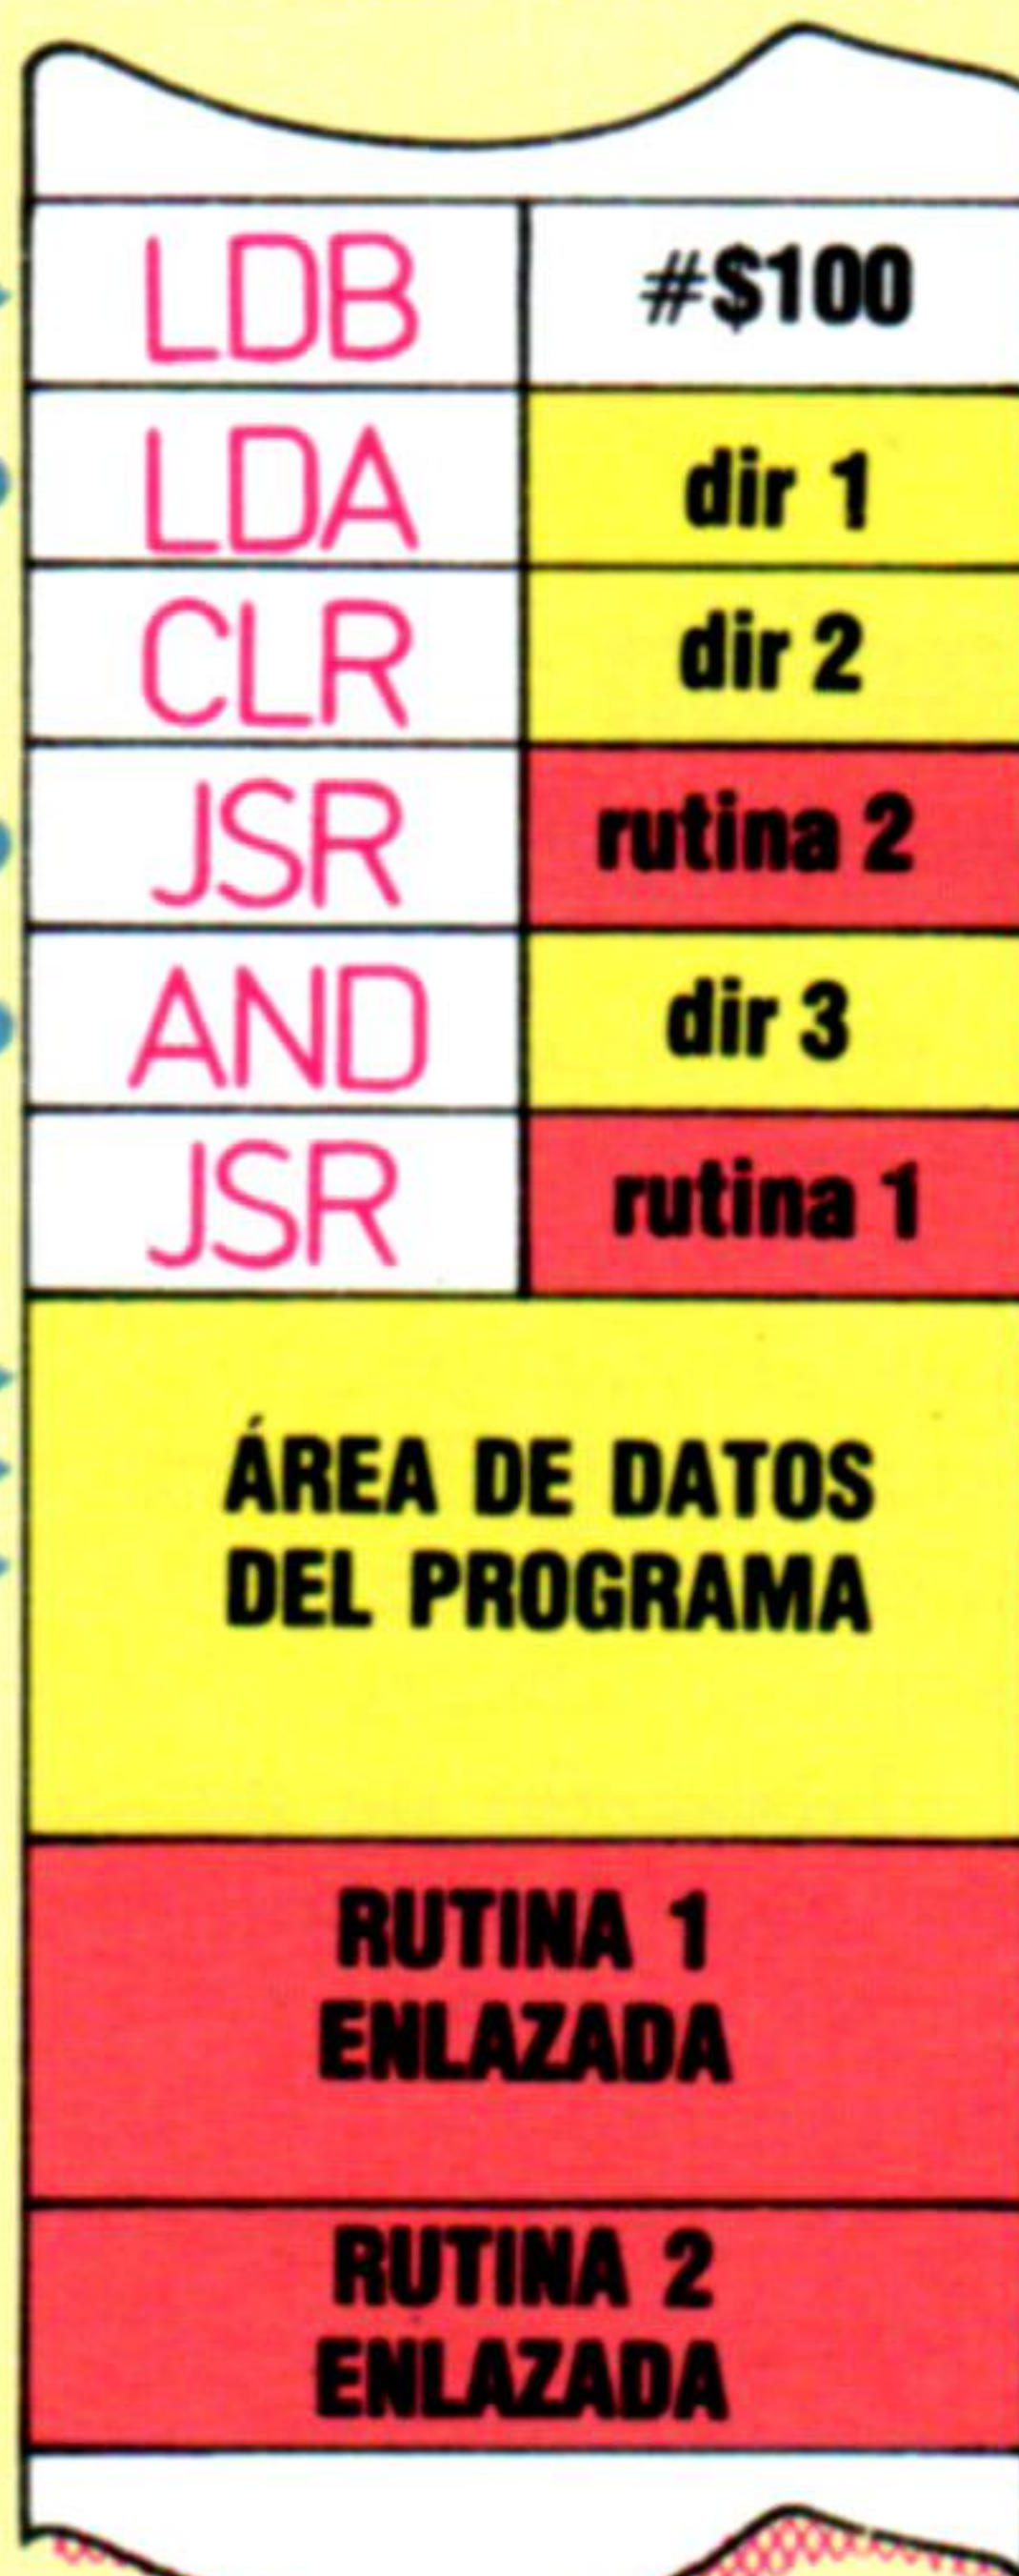 LDB #$100
LDA dir 1
CLR dir 2
JSR rutina 2
AND dir 3
JSR rutina 1
ÁREA DE DATOS
DEL PROGRAMA
RUTINA 1
ENLAZADA
RUTINA 2
ENLAZADA